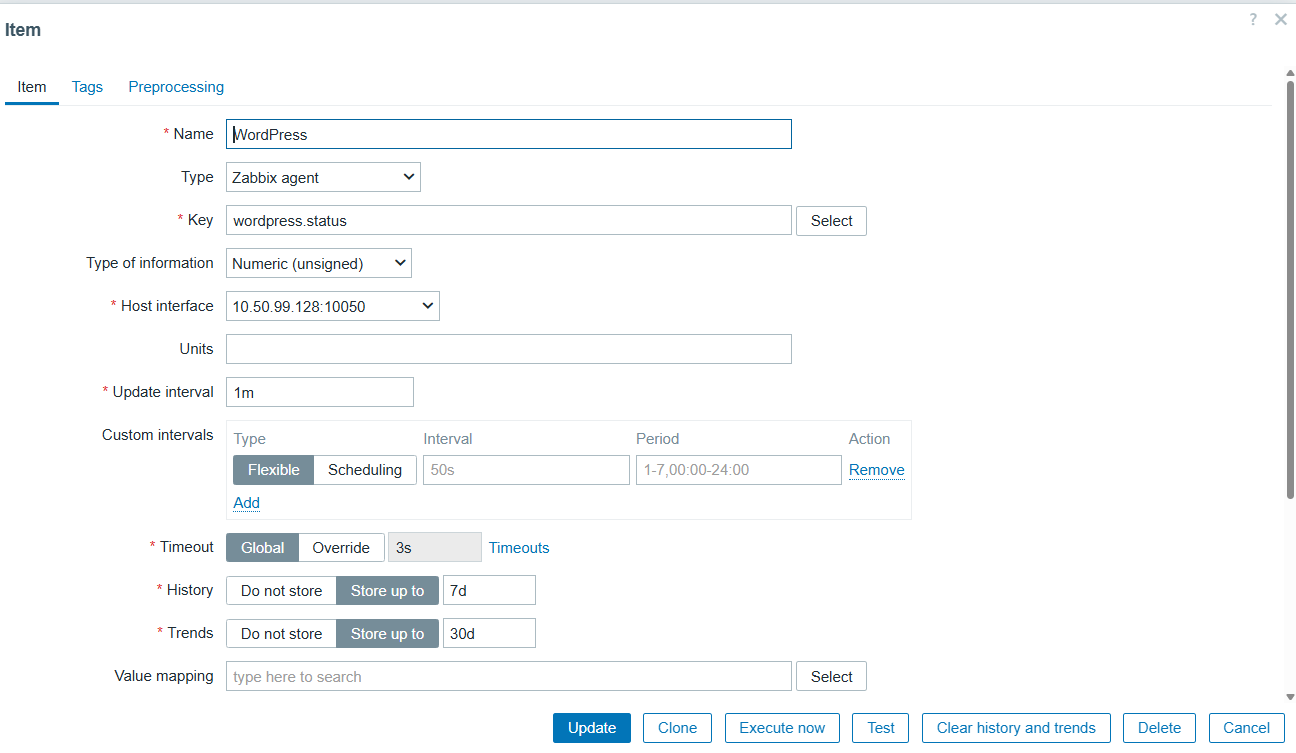 Item
?
Item Tags Preprocessing
* Name WordPress
Type Zabbix agent
* Key wordpress.status Select
Type of information Numeric (unsigned)
* Host interface 10.50.99.128:10050
Units
* Update interval 1m
Custom intervals Type Interval Period Action
Flexible Scheduling 50s 1-7,00:00-24:00 Remove
Add
* Timeout Global Override 3s Timeouts
* History Do not store Store up to 7d
* Trends Do not store Store up to 30d
Value mapping type here to search Select
Update Clone Execute now Test Clear history and trends Delete Cancel